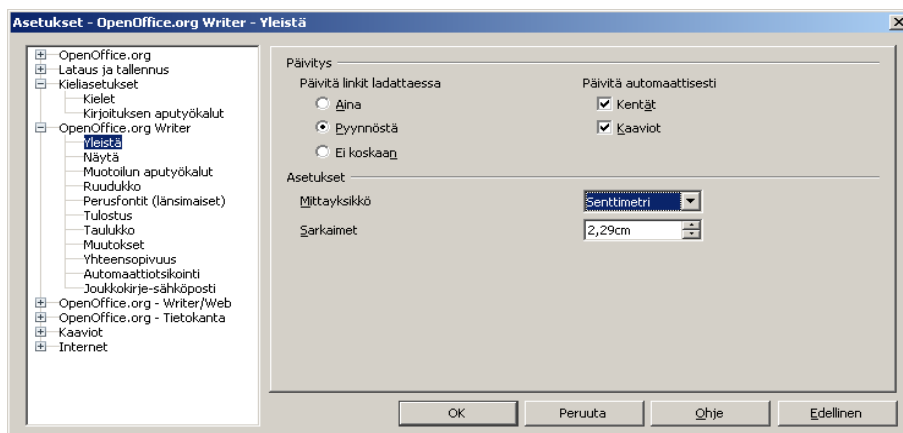 Asetukset - OpenOffice.org Writer - Yleistä
OpenOffice.org
Lataus ja tallennus
Kieliasetukset
Kielet
Kirjoituksen aputyökalut
OpenOffice.org Writer
Yleistä
Näytä
Muotoilun aputyökalut
Ruudukko
Perusfontit (länsimaiset)
Tulostus
Taulukko
Muutokset
Yhteensopivuus
Automaattiotsikointi
Joukkokirje-sähköposti
OpenOffice.org - Writer/Web
OpenOffice.org - Tietokanta
Kaaviot
Internet
Päivitys
Päivitä linkit ladattaessa
Aina
Pyynnöstä
Ei koskaan
Päivitä automaattisesti
Kentät
Kaaviot
Asetukset
Mittayksikkö
Senttimetri
Sarkaimet
2,29cm
OK
Peruuta
Ohje
Edellinen